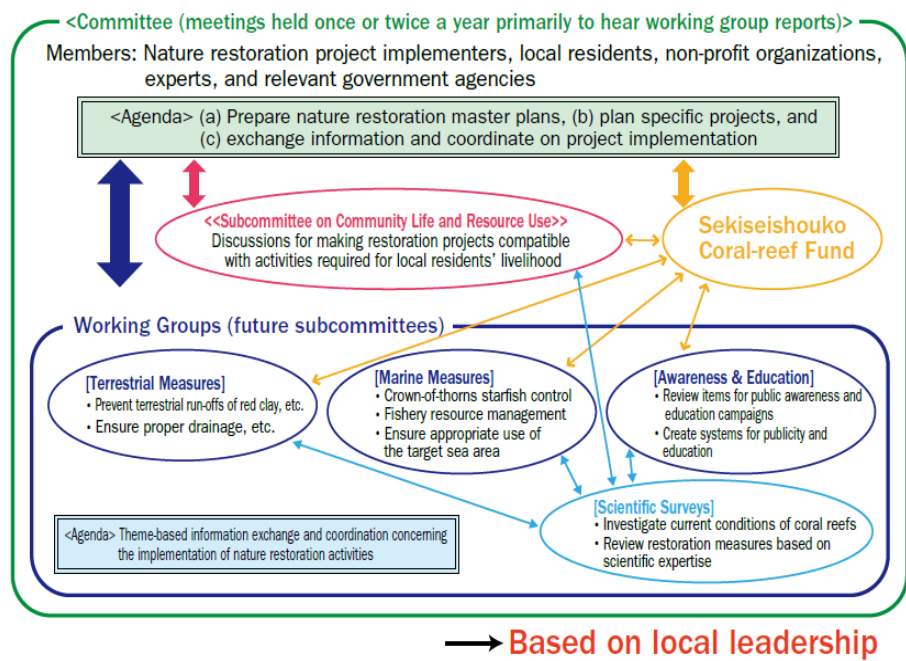 <Committee (meetings held once or twice a year primarily to hear working group reports)>
Members: Nature restoration project implementers, local residents, non-profit organizations,
experts, and relevant government agencies
<Agenda> (a) Prepare nature restoration master plans, (b) plan specific projects, and
(c) exchange information and coordinate on project implementation
<<Subcommittee on Community Life and Resource Use>>
Discussions for making restoration projects compatible
with activities required for local residents' livelihood
Sekiseishouko
Coral-reef Fund
Working Groups (future subcommittees)
[Terrestrial Measures]
• Prevent terrestrial run-offs of red clay, etc.
• Ensure proper drainage, etc.
[Marine Measures]
• Crown-of-thorns starfish control
• Fishery resource management
• Ensure appropriate use of
the target sea area
[Awareness & Education]
• Review items for public awareness and
education campaigns
• Create systems for publicity and
education
[Scientific Surveys]
• Investigate current conditions of coral reefs
• Review restoration measures based on
scientific expertise
<Agenda> Theme-based information exchange and coordination concerning
the implementation of nature restoration activities
Based on local leadership